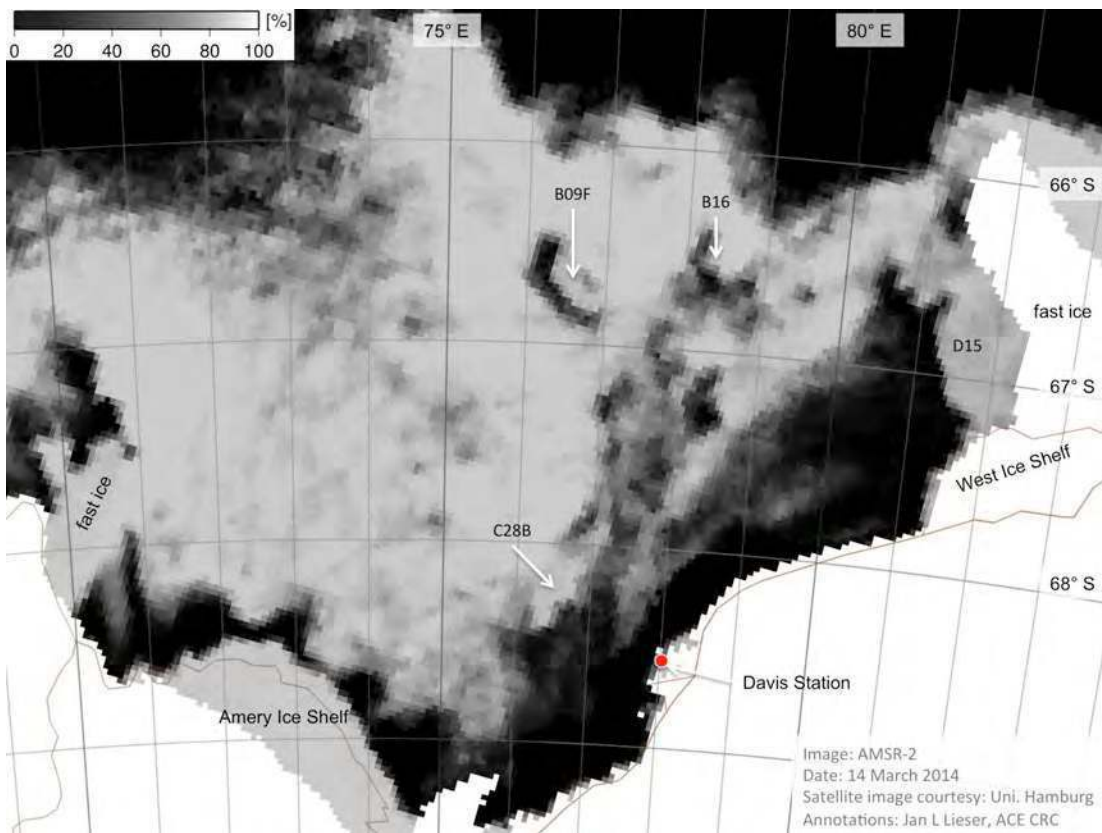 [%]
0 20 40 60 80 100
75° E
80° E
66° S
B09F
B16
fast ice
D15
67° S
West Ice Shelf
fast ice
C28B
68° S
Davis Station
Amery Ice Shelf
Image: AMSR-2
Date: 14 March 2014
Satellite image courtesy: Uni. Hamburg
Annotations: Jan L Lieser, ACE CRC